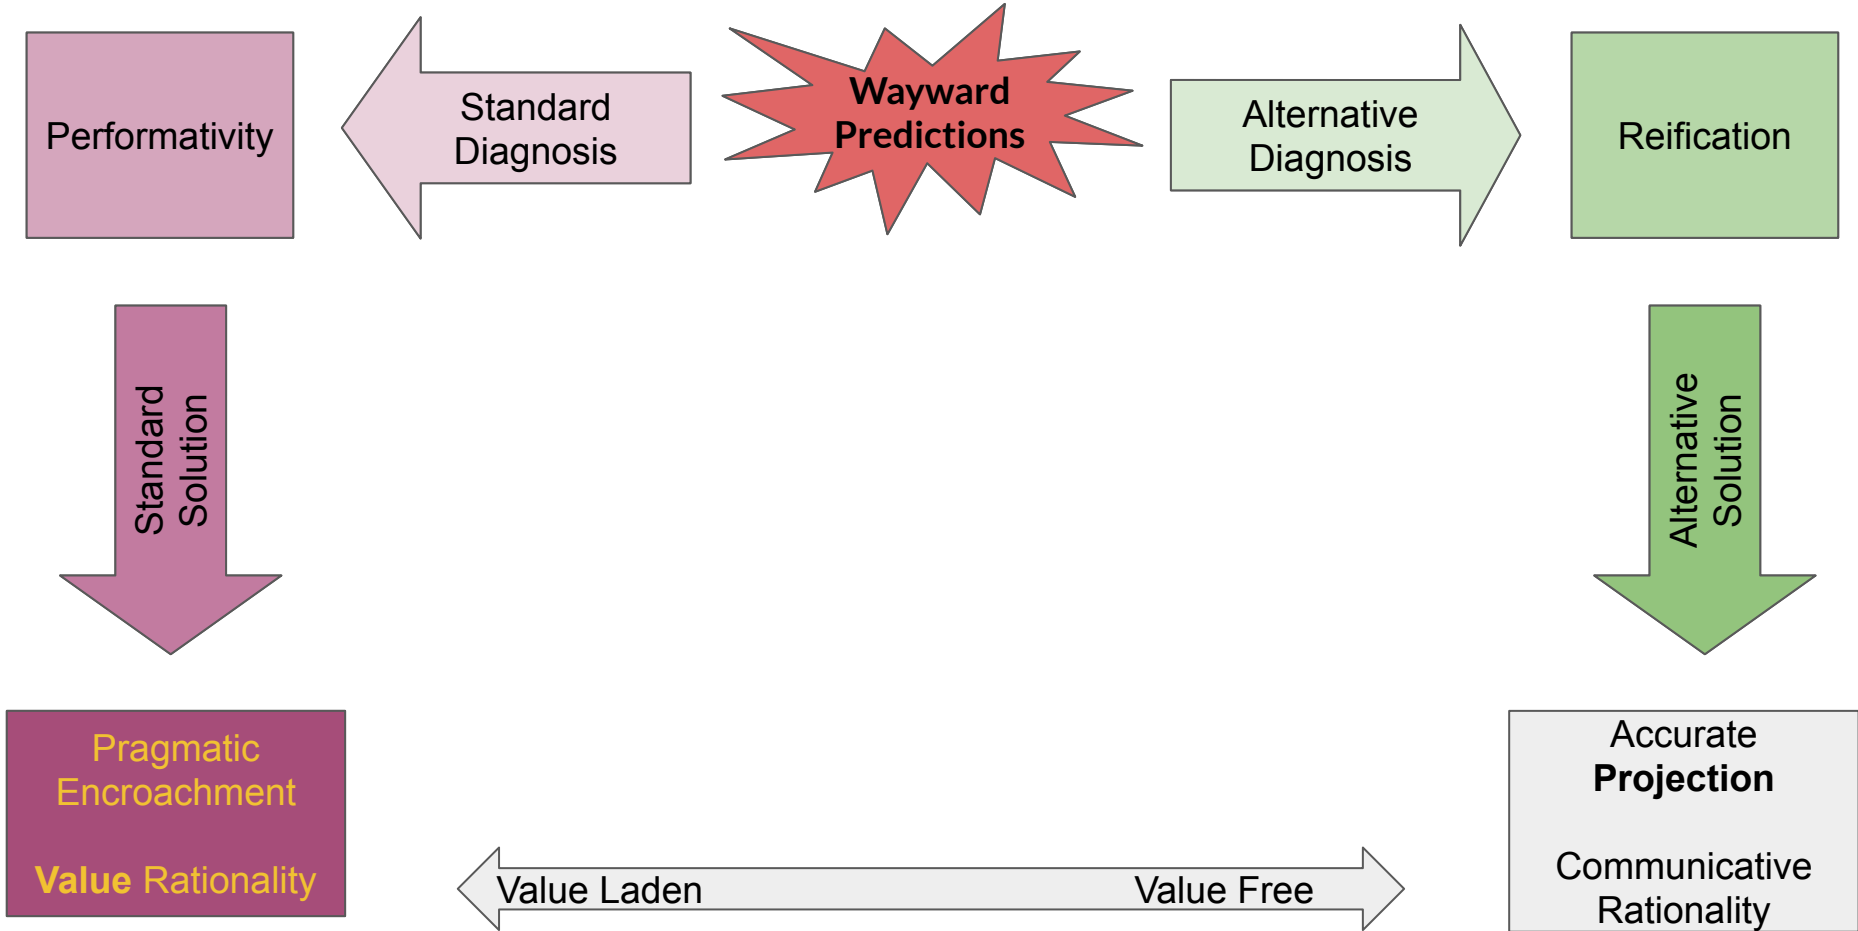 Performativity
Standard
Diagnosis
Wayward
Predictions
Alternative
Diagnosis
Reification
Standard
Solution
Alternative
Solution
Pragmatic
Encroachment
Value Rationality
Value Laden
Value Free
Accurate
Projection
Communicative
Rationality